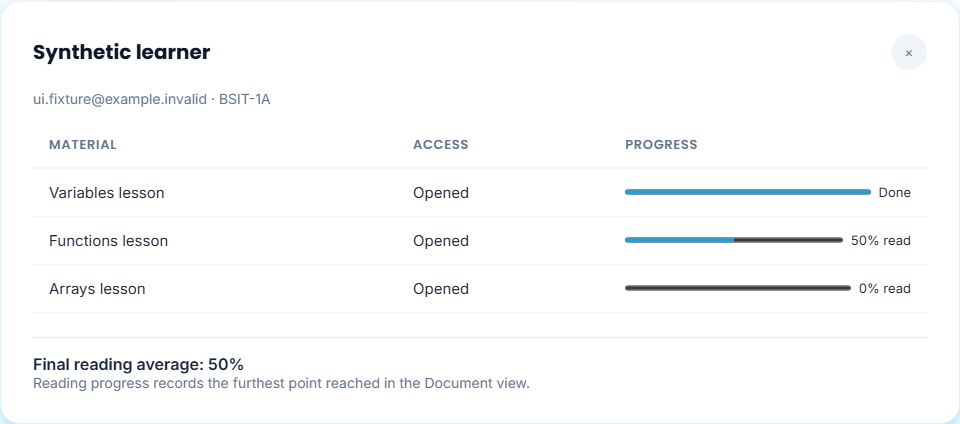 Synthetic learner
×
ui.fixture@example.invalid · BSIT-1A
MATERIAL ACCESS PROGRESS
Variables lesson Opened Done
Functions lesson Opened 50% read
Arrays lesson Opened 0% read
Final reading average: 50%
Reading progress records the furthest point reached in the Document view.